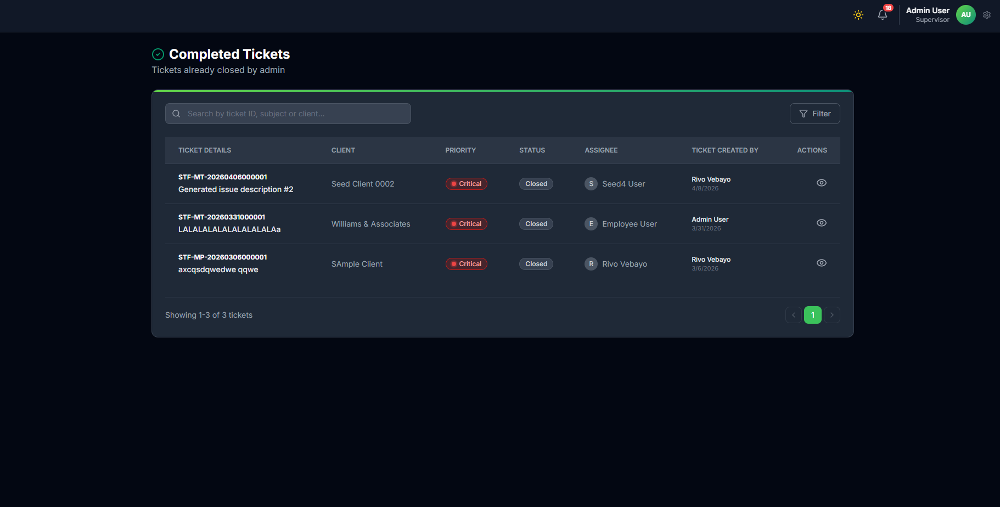 18
Admin User
Supervisor
AU
Completed Tickets
Tickets already closed by admin
Search by ticket ID, subject or client...
Filter
TICKET DETAILS CLIENT PRIORITY STATUS ASSIGNEE TICKET CREATED BY ACTIONS
STF-MT-20260406000001
Generated issue description #2
Seed Client 0002
Critical
Closed
S Seed4 User
Rivo Vebayo
4/8/2026
STF-MT-20260331000001
LALALALALALALALALAa
Williams & Associates
Critical
Closed
E Employee User
Admin User
3/31/2026
STF-MP-20260306000001
axcqsdqwedwe qqwe
SAmple Client
Critical
Closed
R Rivo Vebayo
Rivo Vebayo
3/6/2026
Showing 1-3 of 3 tickets
1